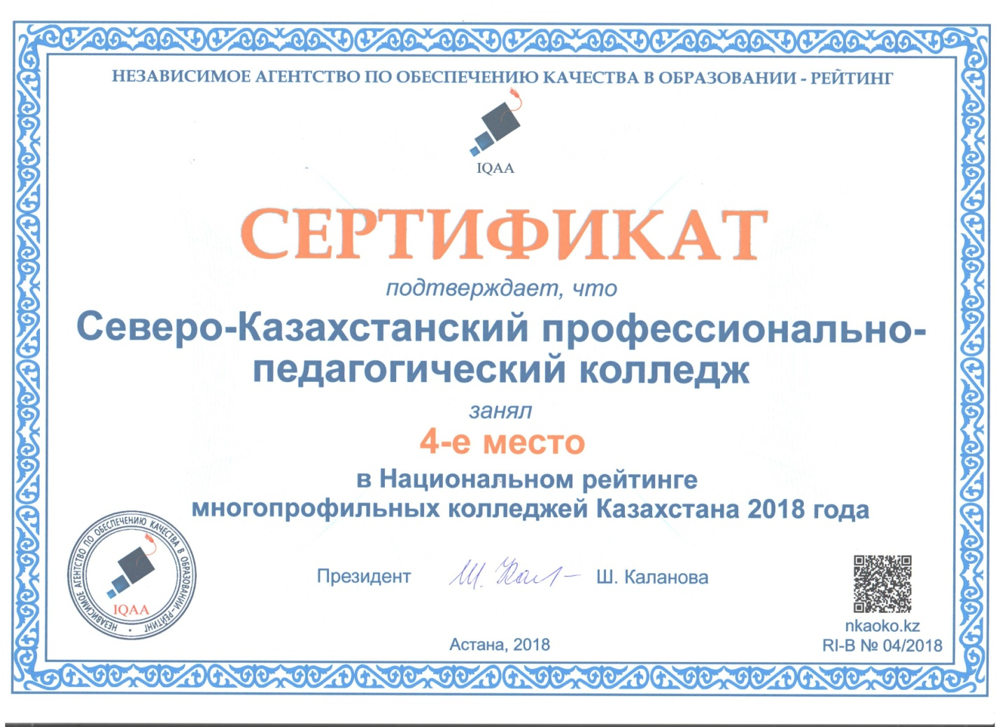 НЕЗАВИСИМОЕ АГЕНТСТВО ПО ОБЕСПЕЧЕНИЮ КАЧЕСТВА В ОБРАЗОВАНИИ - РЕЙТИНГ
IQAA
СЕРТИФИКАТ
подтверждает, что
Северо-Казахстанский профессионально-
педагогический колледж
занял
4-е место
в Национальном рейтинге
многопрофильных колледжей Казахстана 2018 года
НЕЗАВИСИМОЕ АГЕНТСТВО ПО ОБЕСПЕЧЕНИЮ КАЧЕСТВА В ОБРАЗОВАНИИ - РЕЙТИНГ
IQAA
Президент Ш. Кал Ш. Каланова
nkaoko.kz
Астана, 2018
RI-B № 04/2018